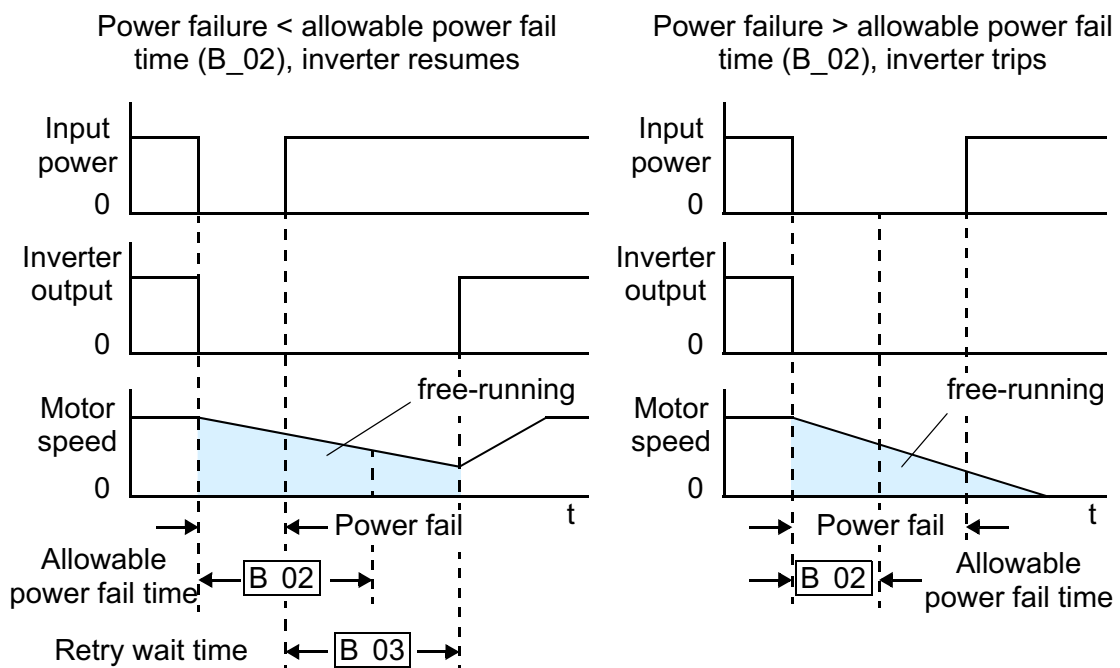 Power failure < allowable power fail
time (B_02), inverter resumes
Input
power
0
Inverter
output
0
free-running
Motor
speed
0
t
Power fail
Allowable
power fail time
B 02
Retry wait time
B 03
Power failure > allowable power fail
time (B_02), inverter trips
Input
power
0
Inverter
output
0
free-running
Motor
speed
0
t
Power fail
B 02
Allowable
power fail time